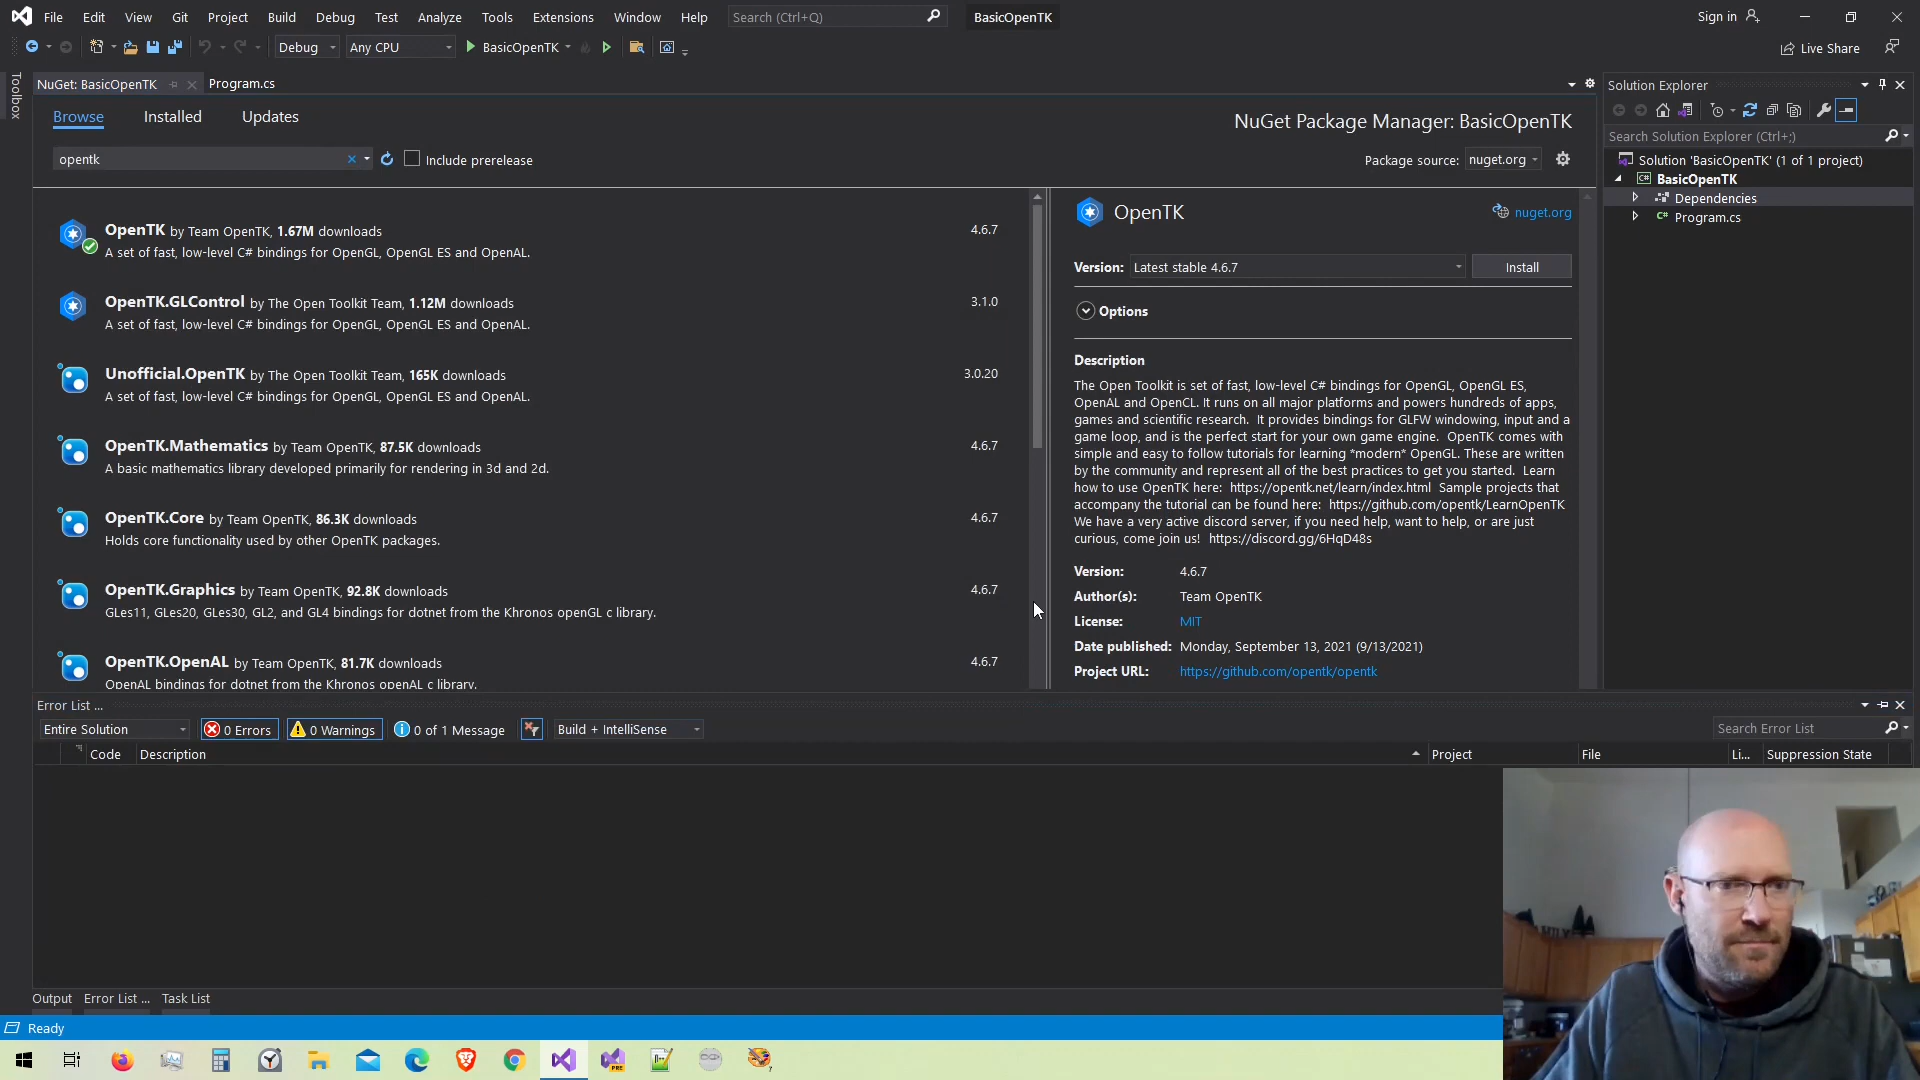 File Edit View Git Project Build Debug Test Analyze Tools Extensions Window Help Search (Ctrl+Q) BasicOpenTK Sign in
Debug Any CPU BasicOpenTK Live Share
Toolbox
NuGet: BasicOpenTK Program.cs
Browse Installed Updates
NuGet Package Manager: BasicOpenTK
opentk Include prerelease
Package source: nuget.org
OpenTK by Team OpenTK, 1.67M downloads 4.6.7
A set of fast, low-level C# bindings for OpenGL, OpenGL ES and OpenAL.
OpenTK.GLControl by The Open Toolkit Team, 1.12M downloads 3.1.0
A set of fast, low-level C# bindings for OpenGL, OpenGL ES and OpenAL.
Unofficial.OpenTK by The Open Toolkit Team, 165K downloads 3.0.20
A set of fast, low-level C# bindings for OpenGL, OpenGL ES and OpenAL.
OpenTK.Mathematics by Team OpenTK, 87.5K downloads 4.6.7
A basic mathematics library developed primarily for rendering in 3d and 2d.
OpenTK.Core by Team OpenTK, 86.3K downloads 4.6.7
Holds core functionality used by other OpenTK packages.
OpenTK.Graphics by Team OpenTK, 92.8K downloads 4.6.7
GLes11, GLes20, GLes30, GL2, and GL4 bindings for dotnet from the Khronos openGL c library.
OpenTK.OpenAL by Team OpenTK, 81.7K downloads 4.6.7
OpenAL bindings for dotnet from the Khronos openAL c library.
OpenTK nuget.org
Version: Latest stable 4.6.7 Install
Options
Description
The Open Toolkit is set of fast, low-level C# bindings for OpenGL, OpenGL ES,
OpenAL and OpenCL. It runs on all major platforms and powers hundreds of apps,
games and scientific research. It provides bindings for GLFW windowing, input and a
game loop, and is the perfect start for your own game engine. OpenTK comes with
simple and easy to follow tutorials for learning *modern* OpenGL. These are written
by the community and represent all of the best practices to get you started. Learn
how to use OpenTK here: https://opentk.net/learn/index.html Sample projects that
accompany the tutorial can be found here: https://github.com/opentk/LearnOpenTK
We have a very active discord server, if you need help, want to help, or are just
curious, come join us! https://discord.gg/6HqD48s
Version: 4.6.7
Author(s): Team OpenTK
License: MIT
Date published: Monday, September 13, 2021 (9/13/2021)
Project URL: https://github.com/opentk/opentk
Solution Explorer
Search Solution Explorer (Ctrl+;)
Solution 'BasicOpenTK' (1 of 1 project)
C# BasicOpenTK
Dependencies
C# Program.cs
Error List ...
Entire Solution 0 Errors 0 Warnings 0 of 1 Message Build + IntelliSense Search Error List
Code Description Project File Li... Suppression State
Output Error List ... Task List
Ready
PRE